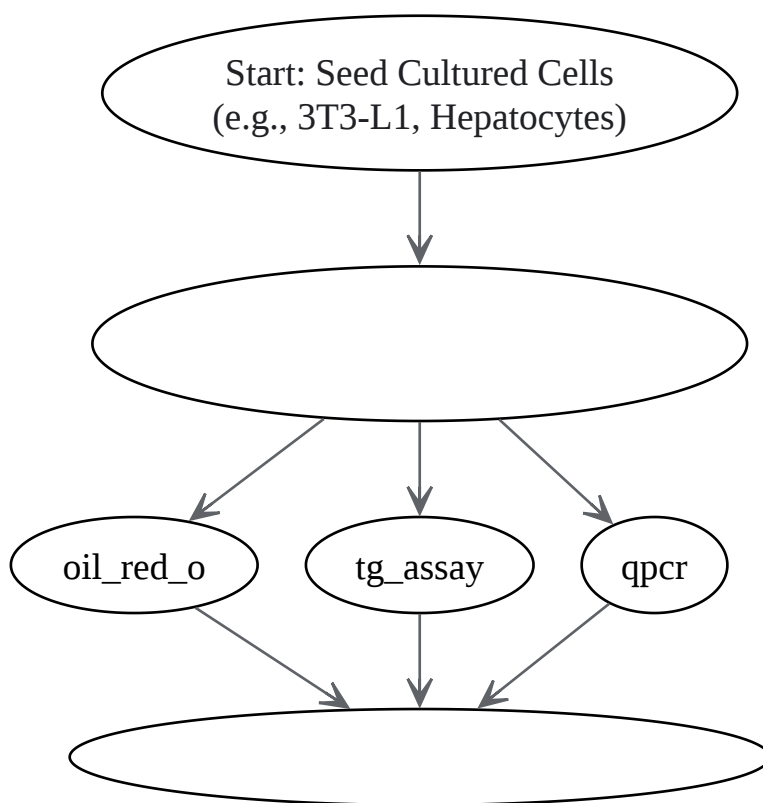 Start: Seed Cultured Cells
(e.g., 3T3-L1, Hepatocytes)
oil_red_o
tg_assay
qpcr